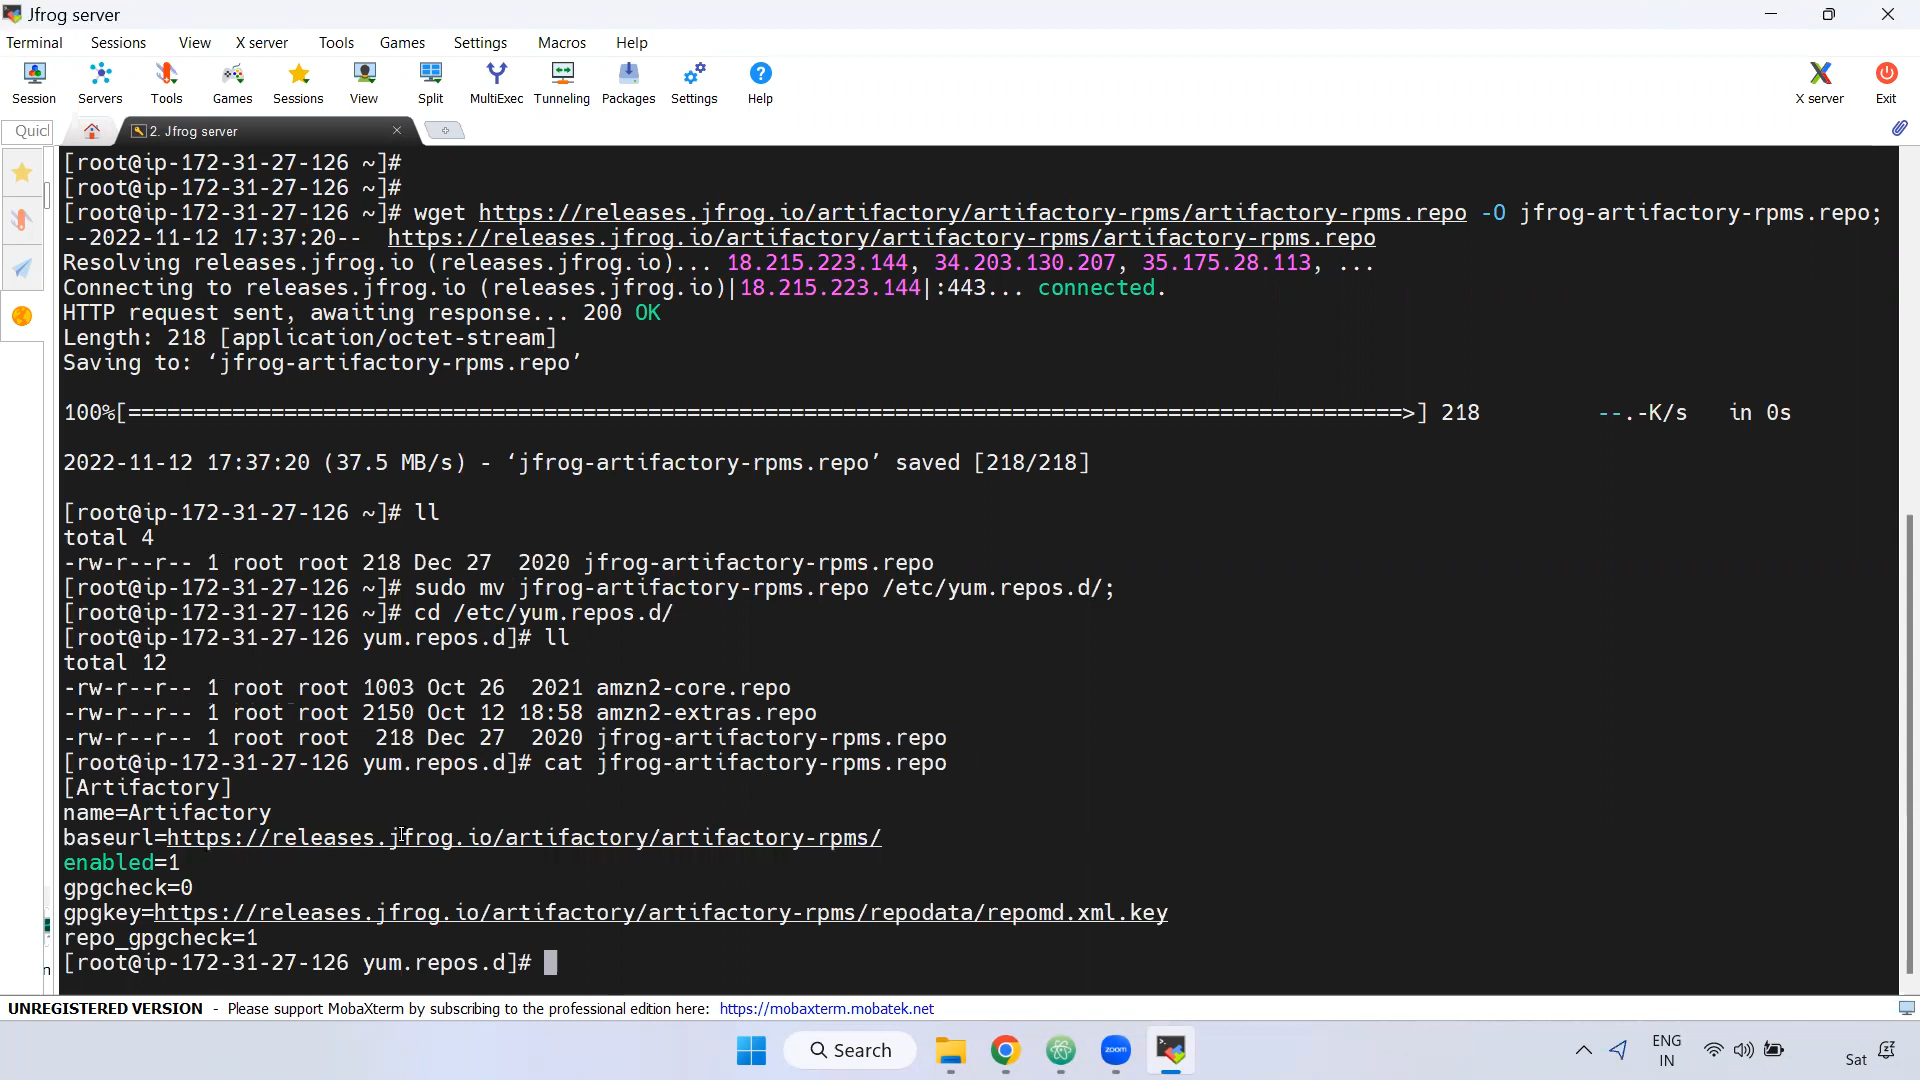 Jfrog server
Terminal Sessions View X server Tools Games Settings Macros Help
Session Servers Tools Games Sessions View Split MultiExec Tunneling Packages Settings Help X server Exit
Quicl 2. Jfrog server
[root@ip-172-31-27-126 ~]#
[root@ip-172-31-27-126 ~]#
[root@ip-172-31-27-126 ~]# wget https://releases.jfrog.io/artifactory/artifactory-rpms/artifactory-rpms.repo -O jfrog-artifactory-rpms.repo;
--2022-11-12 17:37:20--  https://releases.jfrog.io/artifactory/artifactory-rpms/artifactory-rpms.repo
Resolving releases.jfrog.io (releases.jfrog.io)... 18.215.223.144, 34.203.130.207, 35.175.28.113, ...
Connecting to releases.jfrog.io (releases.jfrog.io)|18.215.223.144|:443... connected.
HTTP request sent, awaiting response... 200 OK
Length: 218 [application/octet-stream]
Saving to: ‘jfrog-artifactory-rpms.repo’
100%[==================================================================================================>] 218         --.-K/s   in 0s
2022-11-12 17:37:20 (37.5 MB/s) - ‘jfrog-artifactory-rpms.repo’ saved [218/218]
[root@ip-172-31-27-126 ~]# ll
total 4
-rw-r--r-- 1 root root 218 Dec 27  2020 jfrog-artifactory-rpms.repo
[root@ip-172-31-27-126 ~]# sudo mv jfrog-artifactory-rpms.repo /etc/yum.repos.d/;
[root@ip-172-31-27-126 ~]# cd /etc/yum.repos.d/
[root@ip-172-31-27-126 yum.repos.d]# ll
total 12
-rw-r--r-- 1 root root 1003 Oct 26  2021 amzn2-core.repo
-rw-r--r-- 1 root root 2150 Oct 12 18:58 amzn2-extras.repo
-rw-r--r-- 1 root root  218 Dec 27  2020 jfrog-artifactory-rpms.repo
[root@ip-172-31-27-126 yum.repos.d]# cat jfrog-artifactory-rpms.repo
[Artifactory]
name=Artifactory
baseurl=https://releases.jfrog.io/artifactory/artifactory-rpms/
enabled=1
gpgcheck=0
gpgkey=https://releases.jfrog.io/artifactory/artifactory-rpms/repodata/repomd.xml.key
repo_gpgcheck=1
[root@ip-172-31-27-126 yum.repos.d]#
UNREGISTERED VERSION - Please support MobaXterm by subscribing to the professional edition here: https://mobaxterm.mobatek.net
Search zoom ENG
IN
Sat